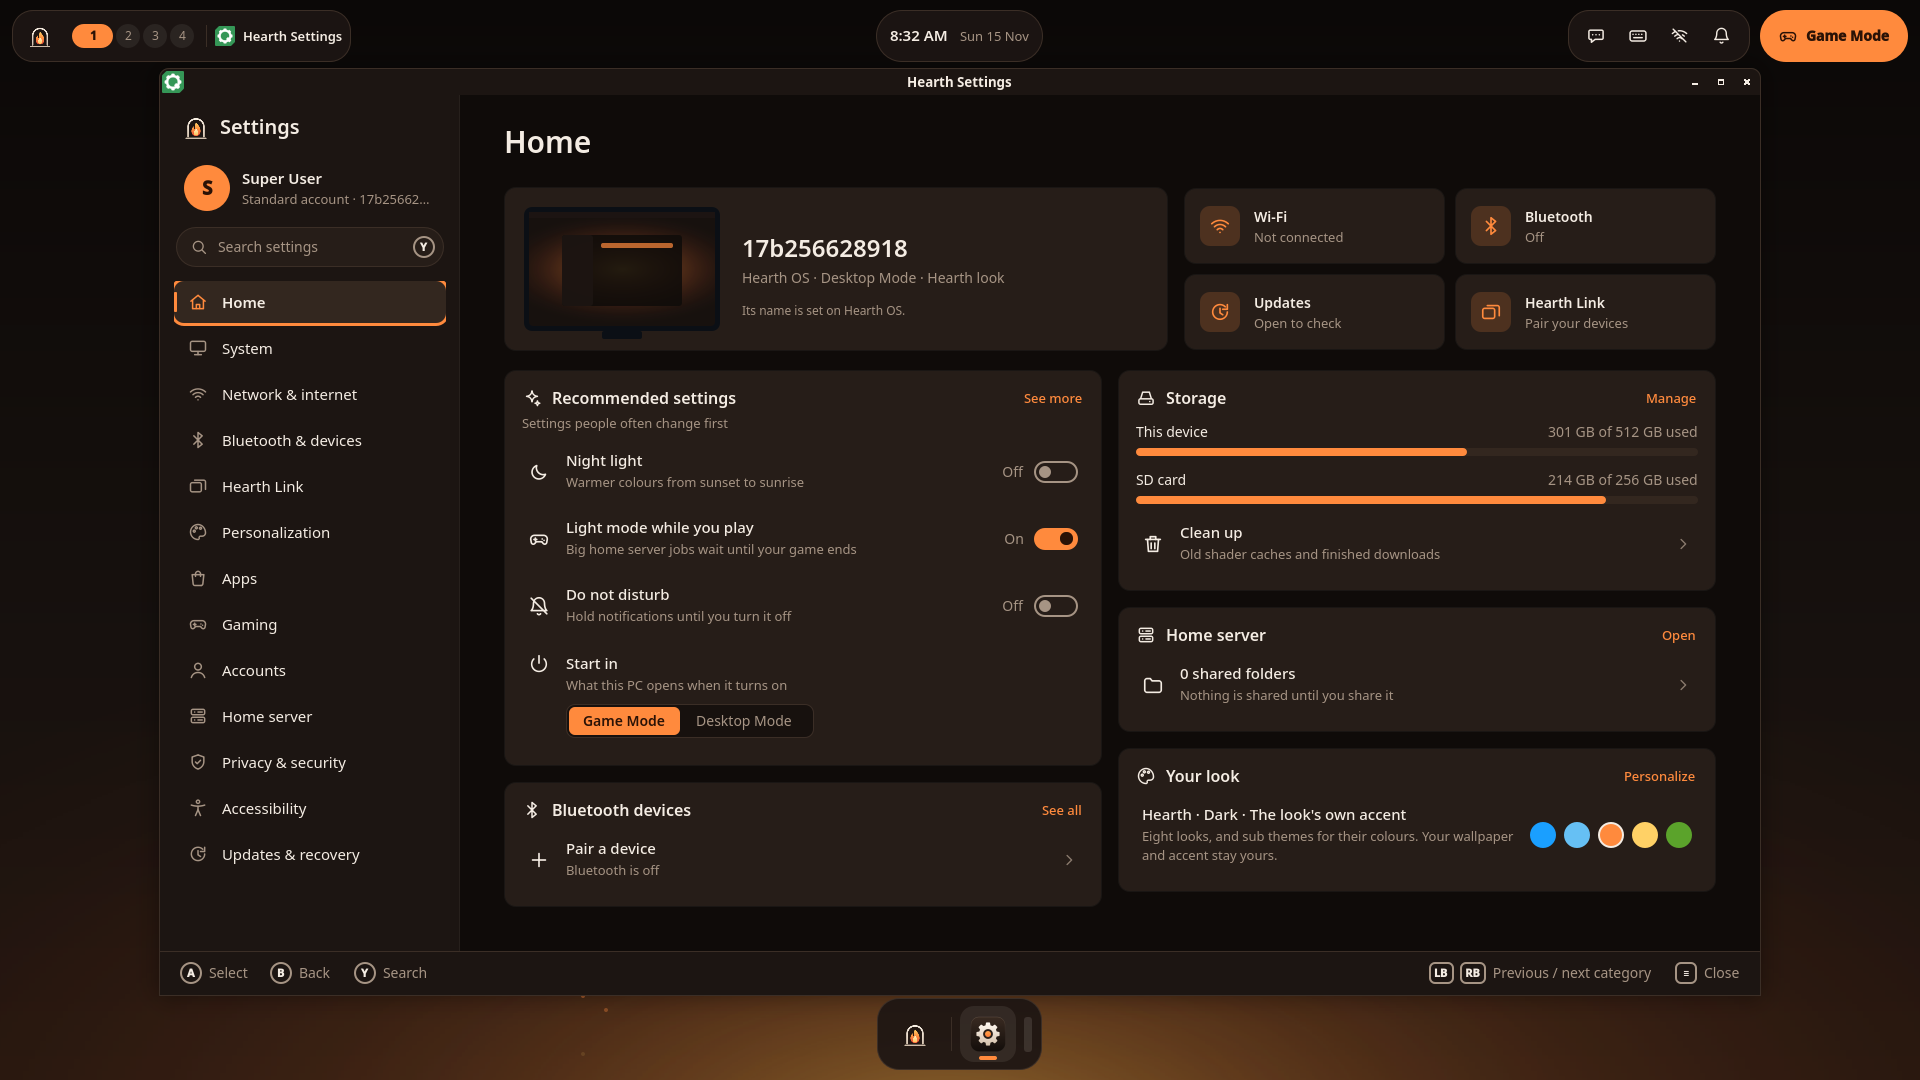 1 2 3 4 Hearth Settings
8:32 AM Sun 15 Nov
Game Mode
Hearth Settings
Settings
S
Super User
Standard account · 17b25662...
Search settings Y
Home
System
Network & internet
Bluetooth & devices
Hearth Link
Personalization
Apps
Gaming
Accounts
Home server
Privacy & security
Accessibility
Updates & recovery
Home
17b256628918
Hearth OS · Desktop Mode · Hearth look
Its name is set on Hearth OS.
Wi-Fi
Not connected
Bluetooth
Off
Updates
Open to check
Hearth Link
Pair your devices
Recommended settings See more
Settings people often change first
Night light
Warmer colours from sunset to sunrise
Off
Light mode while you play
Big home server jobs wait until your game ends
On
Do not disturb
Hold notifications until you turn it off
Off
Start in
What this PC opens when it turns on
Game Mode Desktop Mode
Bluetooth devices See all
Pair a device
Bluetooth is off
Storage Manage
This device 301 GB of 512 GB used
SD card 214 GB of 256 GB used
Clean up
Old shader caches and finished downloads
Home server Open
0 shared folders
Nothing is shared until you share it
Your look Personalize
Hearth · Dark · The look's own accent
Eight looks, and sub themes for their colours. Your wallpaper
and accent stay yours.
A Select B Back Y Search
LB RB Previous / next category ≡ Close